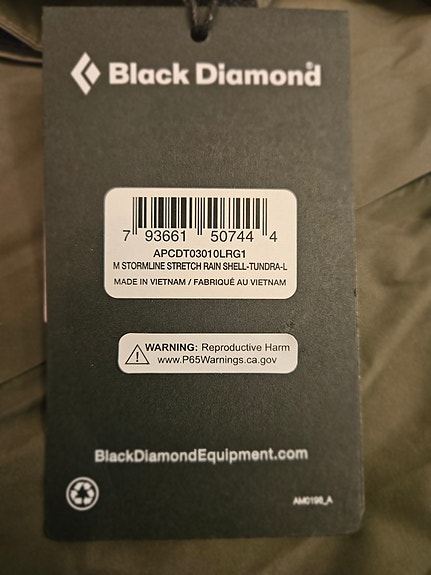 Black Diamond
7 93661 50744 4
APCDT03010LRG1
M STORMLINE STRETCH RAIN SHELL-TUNDRA-L
MADE IN VIETNAM / FABRIQUÉ AU VIETNAM
WARNING: Reproductive Harm
www.P65Warnings.ca.gov
BlackDiamondEquipment.com
AM0198_A